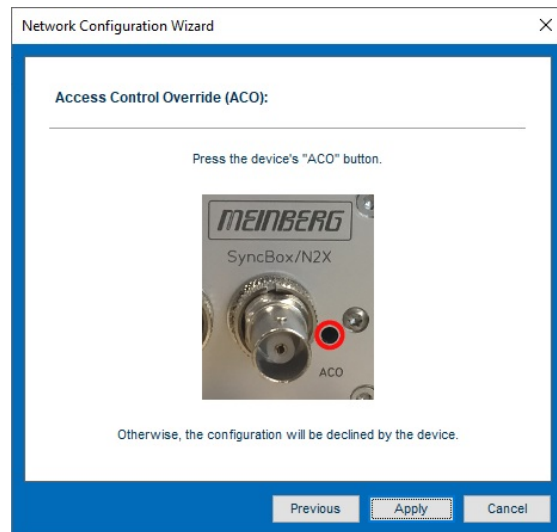 Network Configuration Wizard
Access Control Override (ACO):
Press the device's "ACO" button.
MEINBERG
SyncBox/N2X
ACO
Otherwise, the configuration will be declined by the device.
Previous Apply Cancel